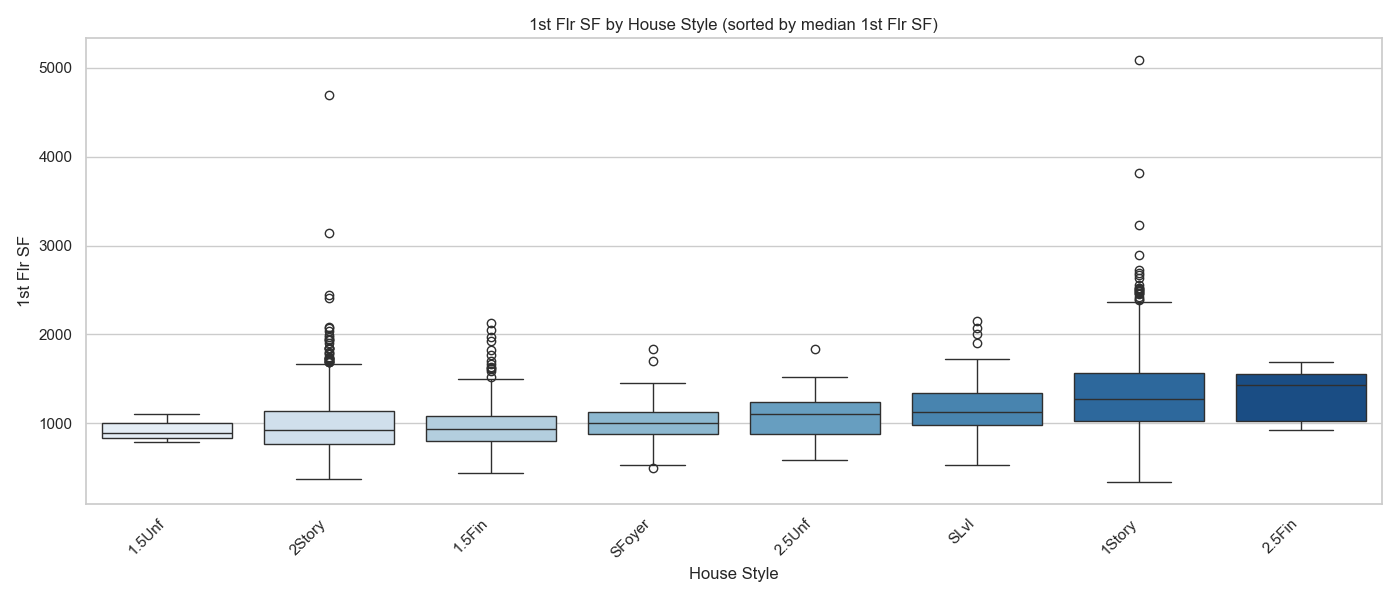 1st Flr SF by House Style (sorted by median 1st Flr SF)
5000
4000
3000
2000
1000
1st Flr SF
1.5Unf
2Story
1.5Fin
SFoyer
2.5Unf
SLvl
1Story
2.5Fin
House Style